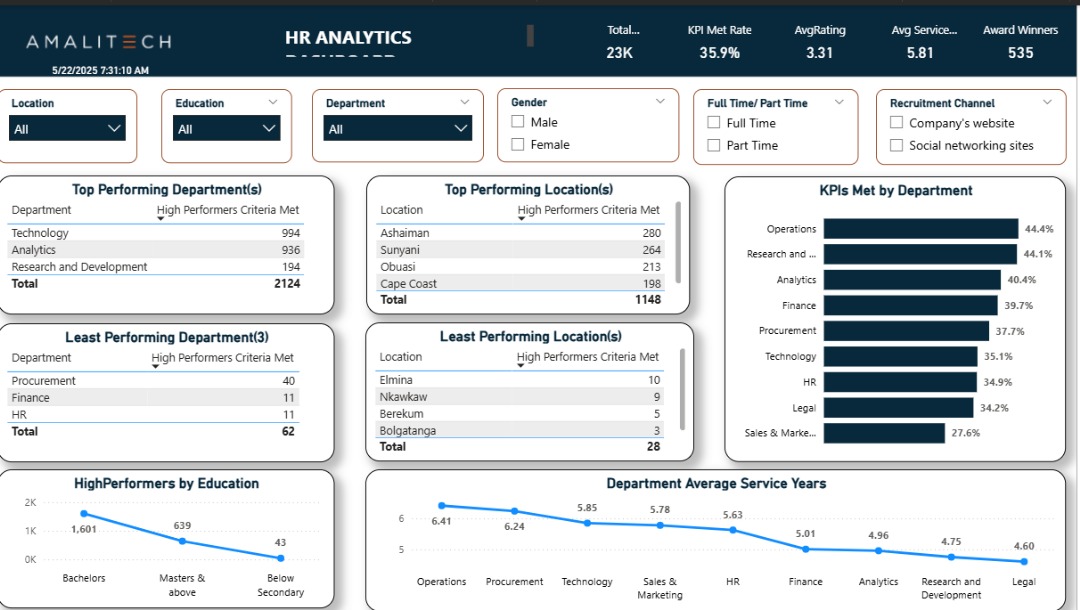 AMALITECH
5/22/2025 7:31:10 AM
HR ANALYTICS
Total...
23K
KPI Met Rate
35.9%
AvgRating
3.31
Avg Service...
5.81
Award Winners
535
Location
All
Education
All
Department
All
Gender
Male
Female
Full Time/ Part Time
Full Time
Part Time
Recruitment Channel
Company's website
Social networking sites
Top Performing Department(s)
Department High Performers Criteria Met
Technology 994
Analytics 936
Research and Development 194
Total 2124
Top Performing Location(s)
Location High Performers Criteria Met
Ashaiman 280
Sunyani 264
Obuasi 213
Cape Coast 198
Total 1148
KPIs Met by Department
Operations 44.4%
Research and ... 44.1%
Analytics 40.4%
Finance 39.7%
Procurement 37.7%
Technology 35.1%
HR 34.9%
Legal 34.2%
Sales & Marke... 27.6%
Least Performing Department(3)
Department High Performers Criteria Met
Procurement 40
Finance 11
HR 11
Total 62
Least Performing Location(s)
Location High Performers Criteria Met
Elmina 10
Nkawkaw 9
Berekum 5
Bolgatanga 3
Total 28
HighPerformers by Education
2K
1K
0K
1,601
639
43
Bachelors
Masters &
above
Below
Secondary
Department Average Service Years
6
5
6.41
6.24
5.85
5.78
5.63
5.01
4.96
4.75
4.60
Operations
Procurement
Technology
Sales &
Marketing
HR
Finance
Analytics
Research and
Development
Legal